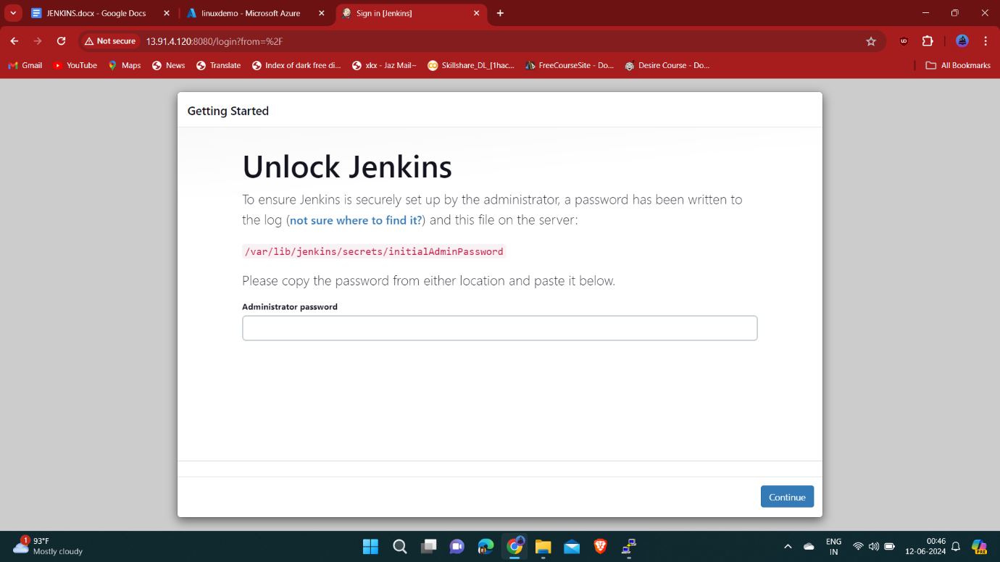 JENKINS.docx - Google Docs
linuxdemo - Microsoft Azure
Sign in [Jenkins]
Not secure
13.91.4.120:8080/login?from=%2F
Gmail
YouTube
Maps
News
Translate
Index of dark free di...
xkx - Jaz Mail--
Skillshare_DL_[1hac...
FreeCourseSite - Do...
Desire Course - Do...
All Bookmarks
Getting Started
Unlock Jenkins
To ensure Jenkins is securely set up by the administrator, a password has been written to
the log (not sure where to find it?) and this file on the server:
/var/lib/jenkins/secrets/initialAdminPassword
Please copy the password from either location and paste it below.
Administrator password
Continue
1
93°F
Mostly cloudy
ENG
IN
00:46
12-06-2024
PRE